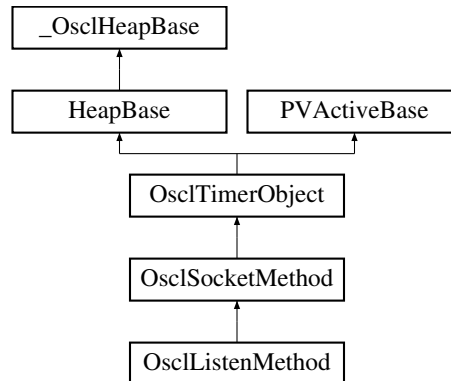 _OsclHeapBase
HeapBase
PVActiveBase
OsclTimerObject
OsclSocketMethod
OsclListenMethod